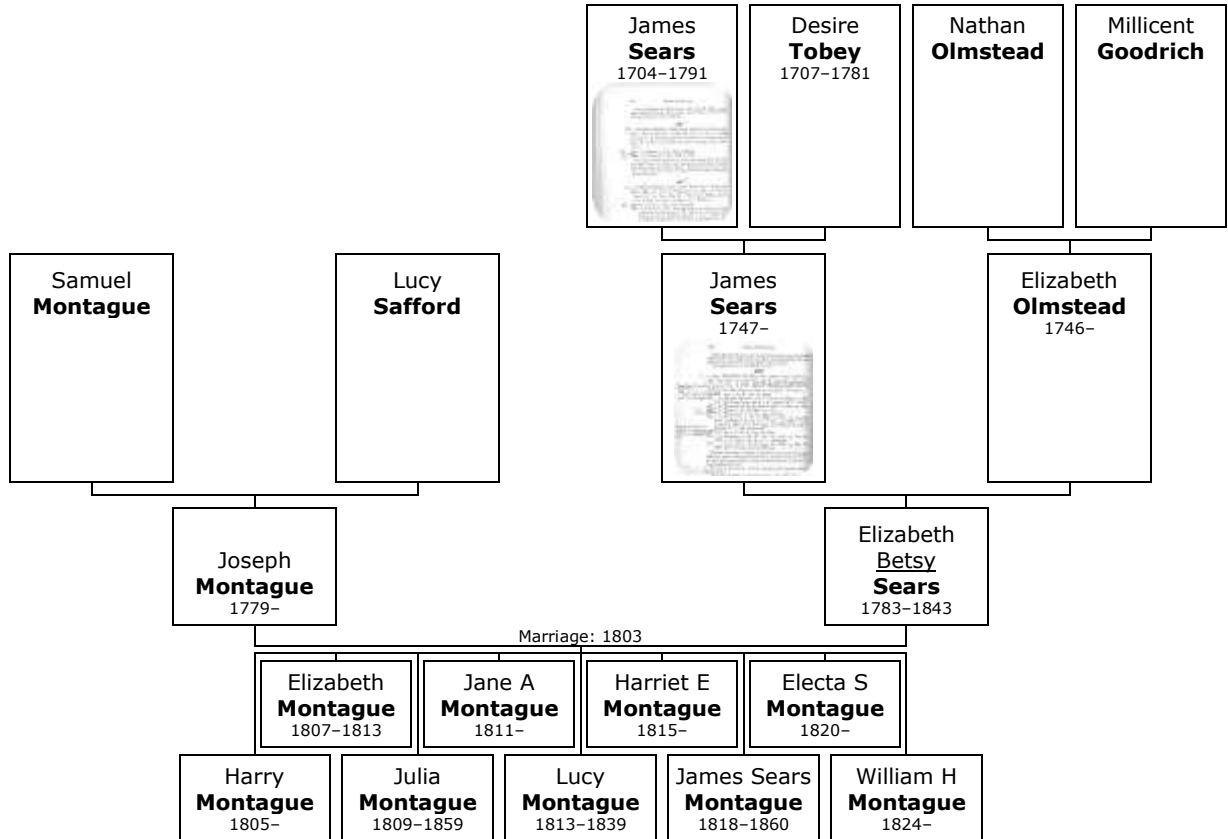 James
Sears
1704–1791
Desire
Tobey
1707–1781
Nathan
Olmstead
Millicent
Goodrich
Samuel
Montague
Lucy
Safford
James
Sears
1747–
Elizabeth
Olmstead
1746–
Joseph
Montague
1779–
Elizabeth
Betsy
Sears
1783–1843
Marriage: 1803
Elizabeth
Montague
1807–1813
Jane A
Montague
1811–
Harriet E
Montague
1815–
Electa S
Montague
1820–
Harry
Montague
1805–
Julia
Montague
1809–1859
Lucy
Montague
1813–1839
James Sears
Montague
1818–1860
William H
Montague
1824–